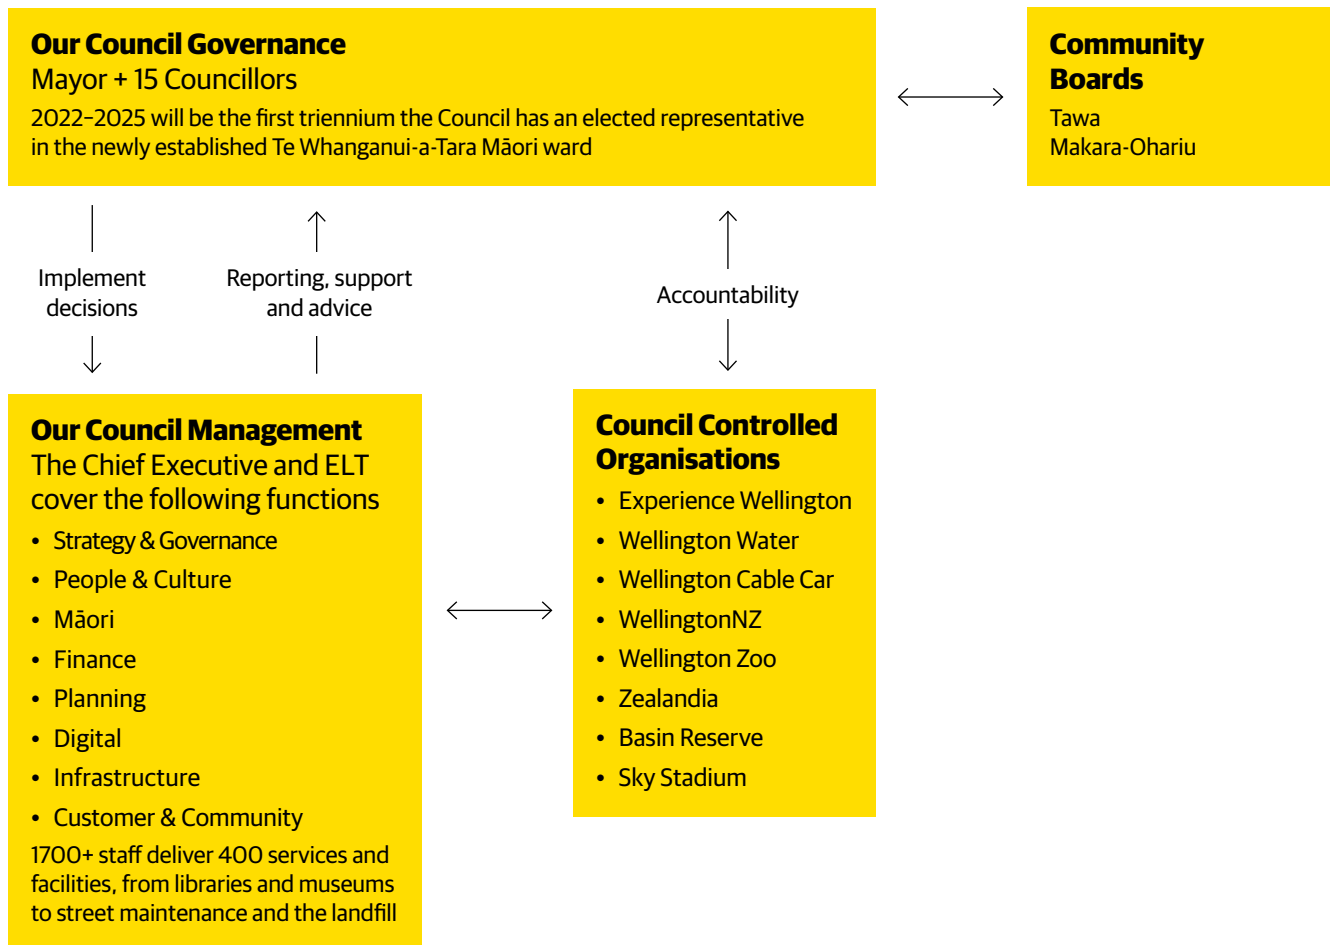 Our Council Governance
Mayor + 15 Councillors
2022–2025 will be the first triennium the Council has an elected representative
in the newly established Te Whanganui-a-Tara Māori ward
Community
Boards
Tawa
Makara-Ohariu
Implement
decisions
Reporting, support
and advice
Accountability
Our Council Management
The Chief Executive and ELT
cover the following functions
• Strategy & Governance
• People & Culture
• Māori
• Finance
• Planning
• Digital
• Infrastructure
• Customer & Community
1700+ staff deliver 400 services and
facilities, from libraries and museums
to street maintenance and the landfill
Council Controlled
Organisations
• Experience Wellington
• Wellington Water
• Wellington Cable Car
• WellingtonNZ
• Wellington Zoo
• Zealandia
• Basin Reserve
• Sky Stadium